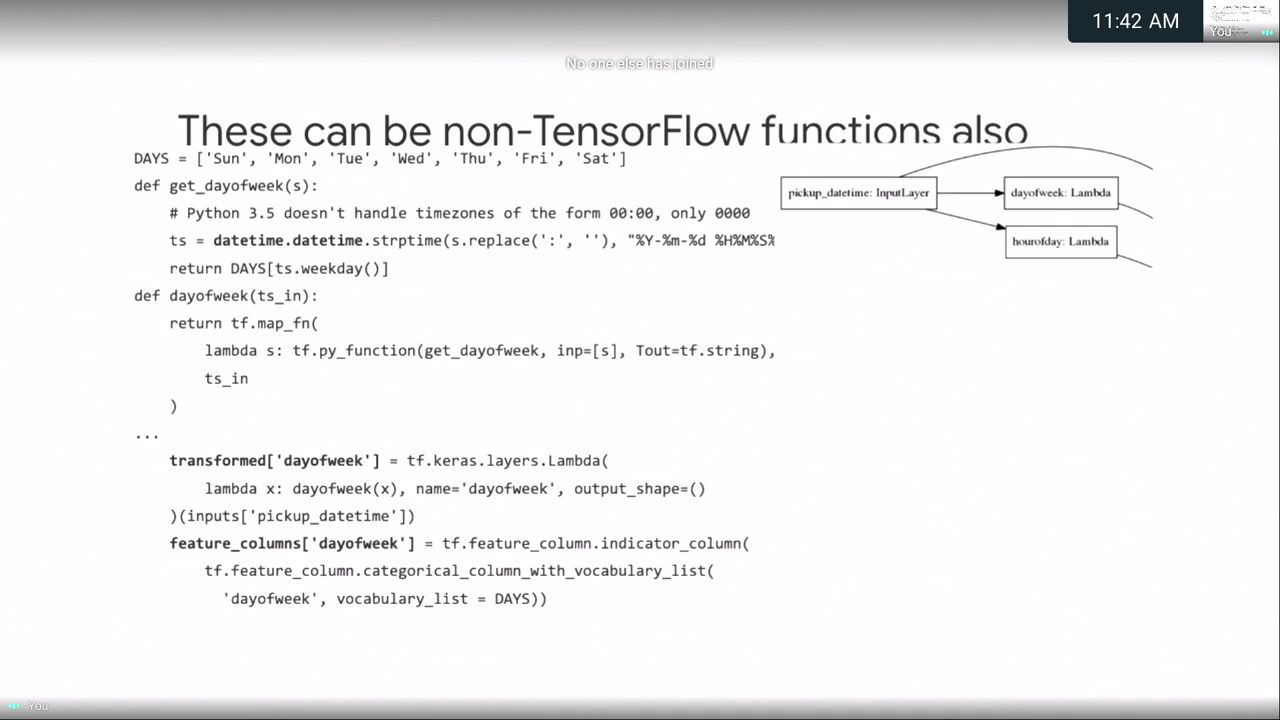 11:42 AM
You
No one else has joined
These can be non-TensorFlow functions also
DAYS = ['Sun', 'Mon', 'Tue', 'Wed', 'Thu', 'Fri', 'Sat']
def get_dayofweek(s):
# Python 3.5 doesn't handle timezones of the form 00:00, only 0000
ts = datetime.datetime.strptime(s.replace(':', ''), "%Y-%m-%d %H%M%S%
return DAYS[ts.weekday()]
def dayofweek(ts_in):
return tf.map_fn(
lambda s: tf.py_function(get_dayofweek, inp=[s], Tout=tf.string),
ts_in
)
...
transformed['dayofweek'] = tf.keras.layers.Lambda(
lambda x: dayofweek(x), name='dayofweek', output_shape=()
)(inputs['pickup_datetime'])
feature_columns['dayofweek'] = tf.feature_column.indicator_column(
tf.feature_column.categorical_column_with_vocabulary_list(
'dayofweek', vocabulary_list = DAYS))
pickup_datetime: InputLayer
dayofweek: Lambda
hourofday: Lambda
You